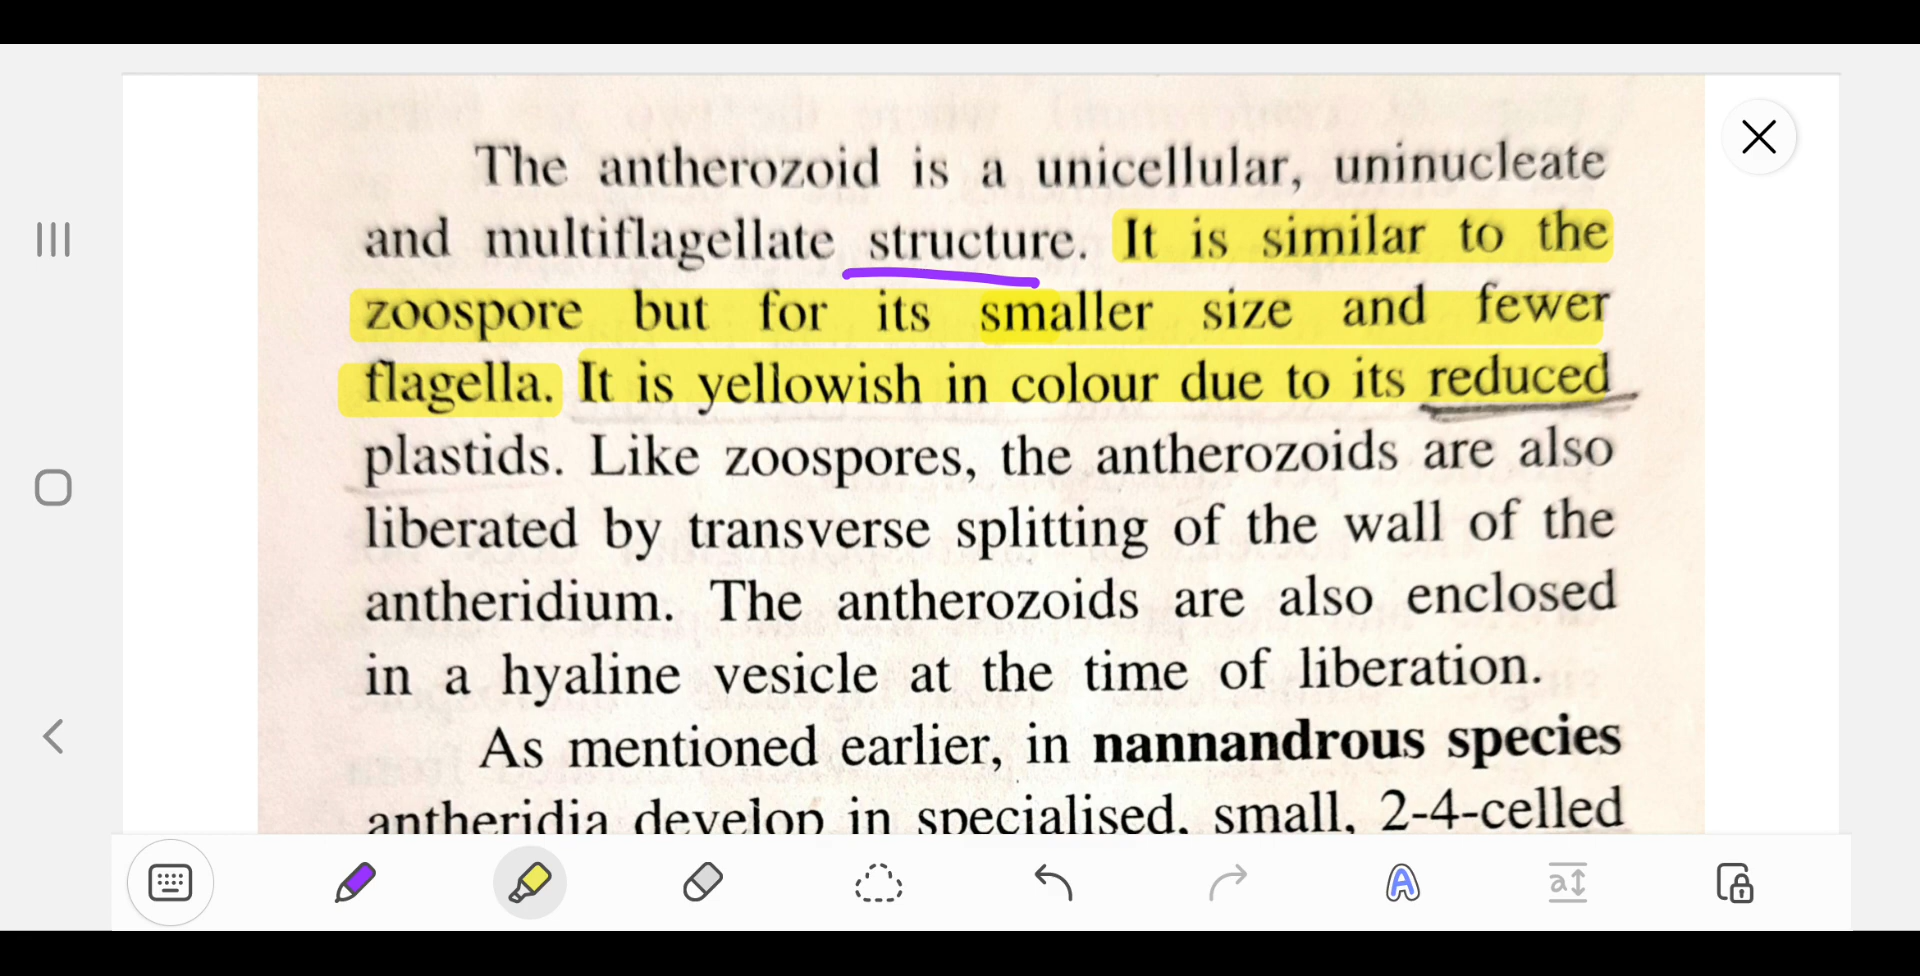 The antherozoid is a unicellular, uninucleate
and multiflagellate structure. It is similar to the
zoospore but for its smaller size and fewer
flagella. It is yellowish in colour due to its reduced
plastids. Like zoospores, the antherozoids are also
liberated by transverse splitting of the wall of the
antheridium. The antherozoids are also enclosed
in a hyaline vesicle at the time of liberation.
As mentioned earlier, in nannandrous species
antheridia develop in specialised, small, 2-4-celled
A
a